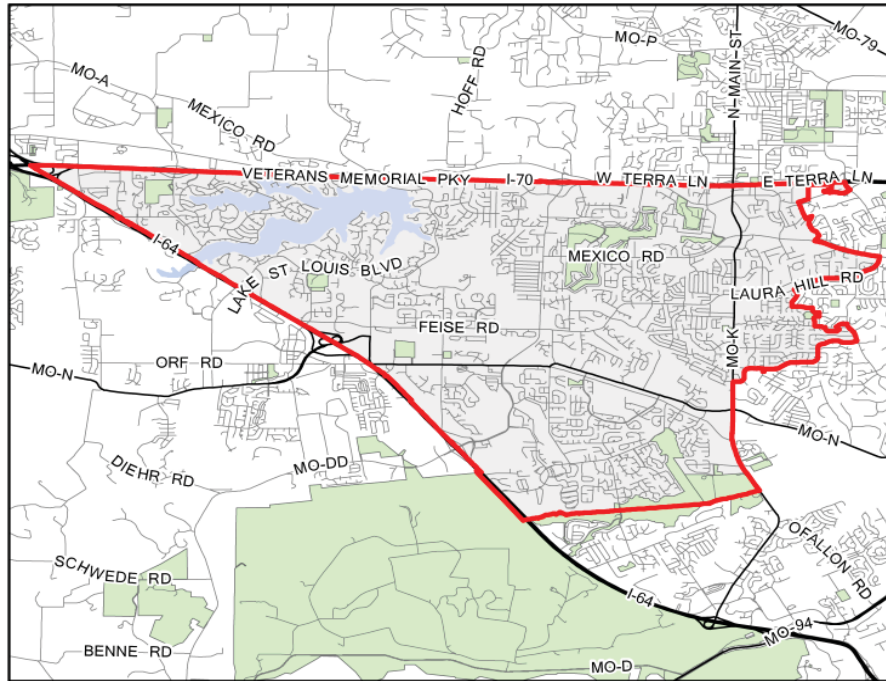 MO-P
MO-79
MO-A
HOFF RD
N MAIN ST
MEXICO RD
VETERANS MEMORIAL PKY
I-70
W TERRA LN
E TERRA LN
I-64
MEXICO RD
LAKE ST LOUIS BLVD
LAURA HILL RD
FEISE RD
ORF RD
MO-K
MO-N
MO-N
DIEHR RD
MO-DD
OFALLON RD
SCHWEDE RD
I-64
MO-94
BENNE RD
MO-D